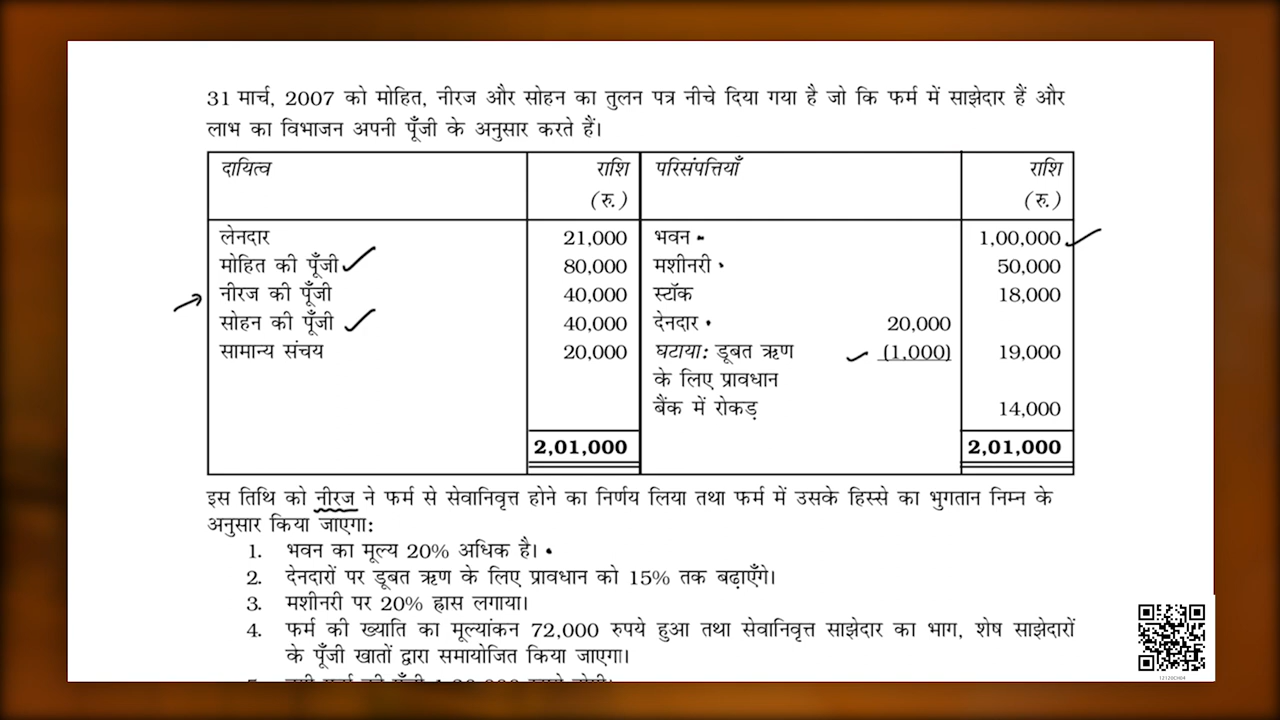 31 मार्च, 2007 को मोहित, नीरज और सोहन का तुलन पत्र नीचे दिया गया है जो कि फर्म में साझेदार हैं और
लाभ का विभाजन अपनी पूँजी के अनुसार करते हैं।
दायित्व राशि परिसंपत्तियाँ राशि
(रु.) (रु.)
लेनदार 21,000 भवन 1,00,000
मोहित की पूँजी 80,000 मशीनरी 50,000
नीरज की पूँजी 40,000 स्टॉक 18,000
सोहन की पूँजी 40,000 देनदार 20,000
सामान्य संचय 20,000 घटाया: डूबत ऋण (1,000) 19,000
के लिए प्रावधान
बैंक में रोकड़ 14,000
2,01,000 2,01,000
इस तिथि को नीरज ने फर्म से सेवानिवृत्त होने का निर्णय लिया तथा फर्म में उसके हिस्से का भुगतान निम्न के
अनुसार किया जाएगा:
1. भवन का मूल्य 20% अधिक है।
2. देनदारों पर डूबत ऋण के लिए प्रावधान को 15% तक बढ़ाएँगे।
3. मशीनरी पर 20% ह्रास लगाया।
4. फर्म की ख्याति का मूल्यांकन 72,000 रुपये हुआ तथा सेवानिवृत्त साझेदार का भाग, शेष साझेदारों
के पूँजी खातों द्वारा समायोजित किया जाएगा।
12120CH04